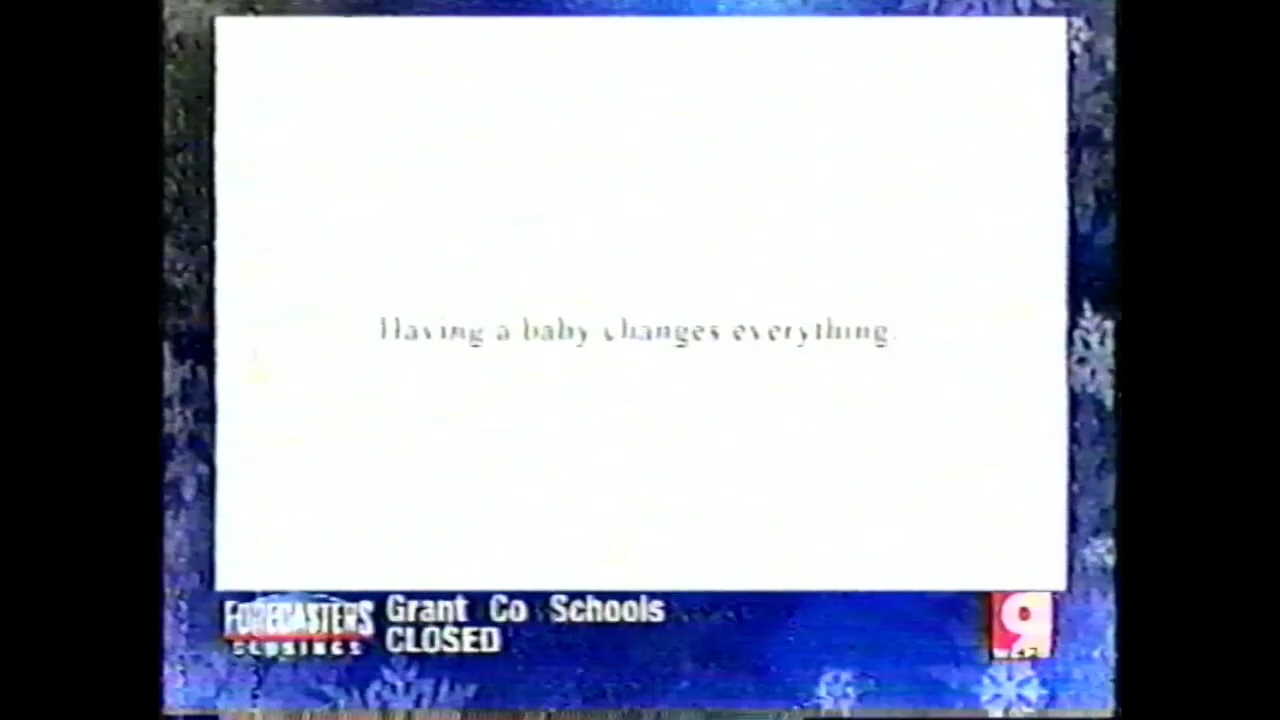 Having a baby changes everything.
FORECASTERS
CLOSINGS
Grant Co Schools
CLOSED
9